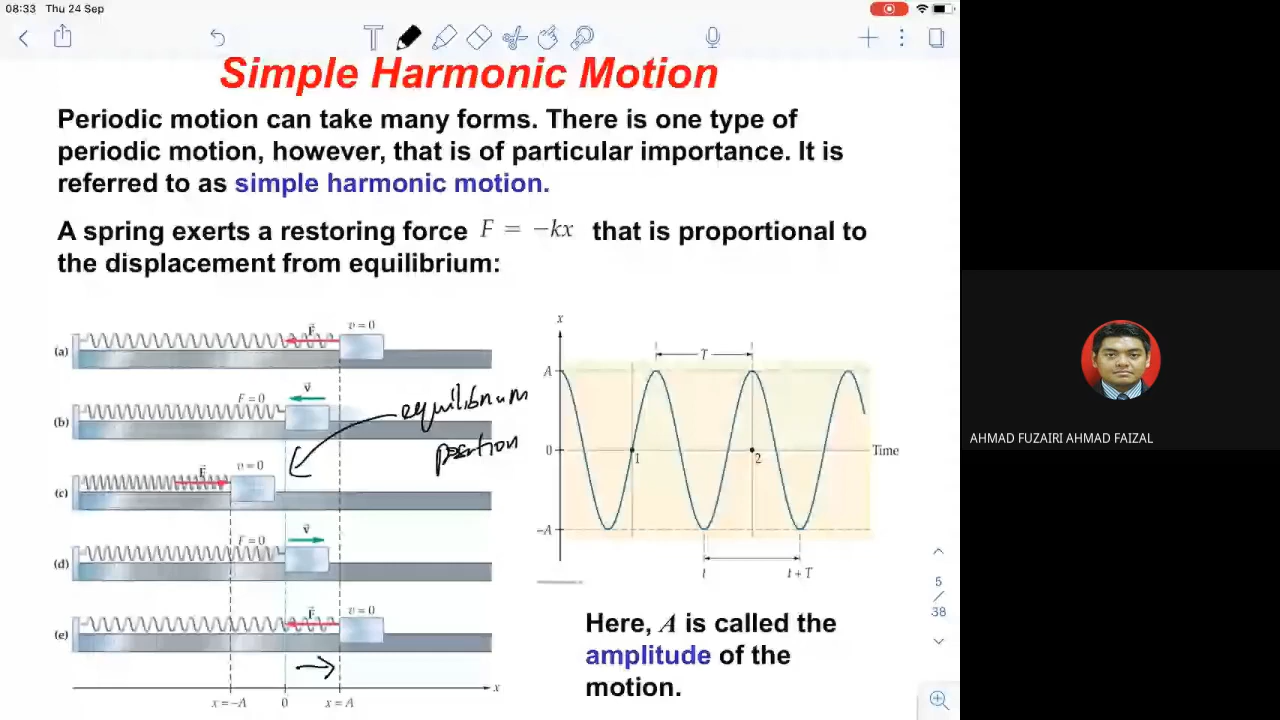 08:33 Thu 24 Sep
Simple Harmonic Motion
Periodic motion can take many forms. There is one type of
periodic motion, however, that is of particular importance. It is
referred to as simple harmonic motion.
A spring exerts a restoring force F = −kx that is proportional to
the displacement from equilibrium:
(a) F v = 0
(b) F = 0 v
equilibrium
position
(c) F v = 0
(d) F = 0 v
(e) F v = 0
x = −A 0 x = A x
x
T
A
0 1 2 Time
−A
t t + T
Here, A is called the
amplitude of the
motion.
5
/
38
AHMAD FUZAIRI AHMAD FAIZAL